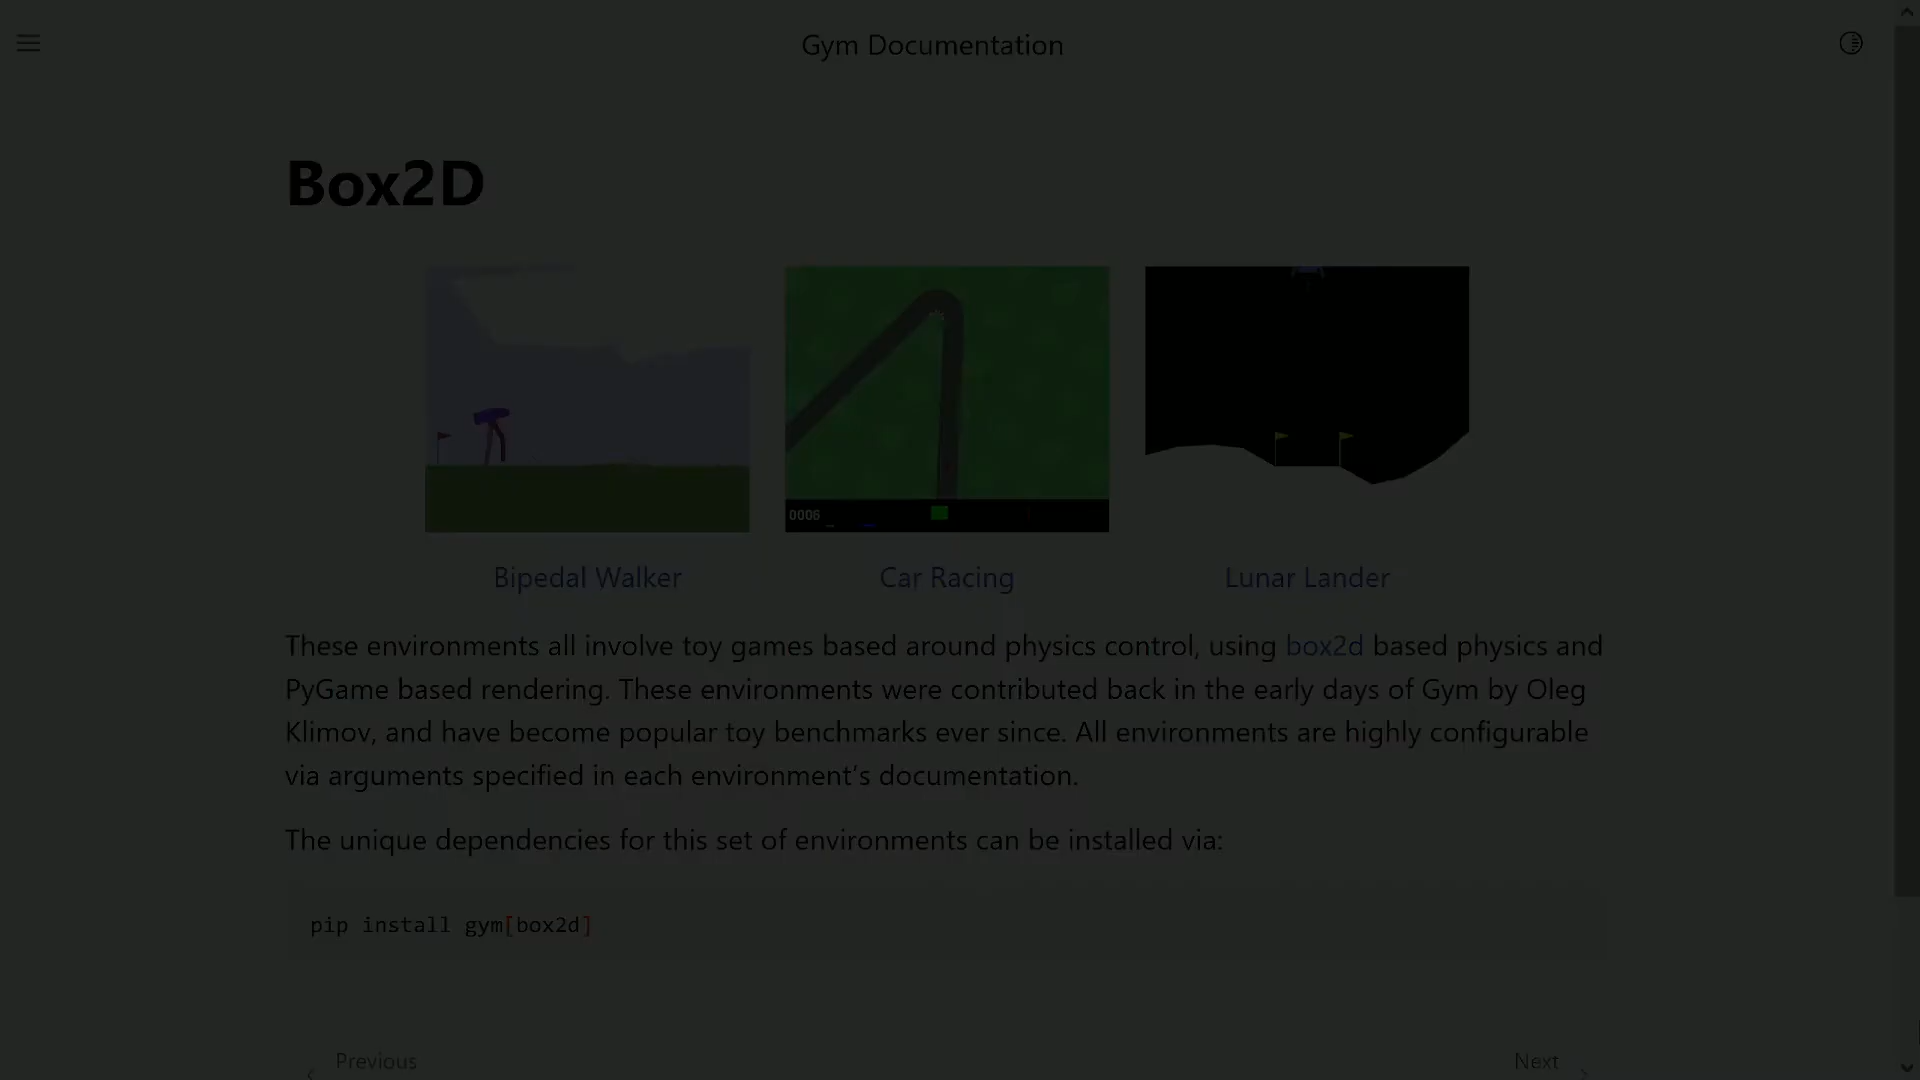 Gym Documentation
Box2D
0006
Bipedal Walker
Car Racing
Lunar Lander
These environments all involve toy games based around physics control, using box2d based physics and
PyGame based rendering. These environments were contributed back in the early days of Gym by Oleg
Klimov, and have become popular toy benchmarks ever since. All environments are highly configurable
via arguments specified in each environment’s documentation.
The unique dependencies for this set of environments can be installed via:
pip install gym[box2d]
Previous
Next